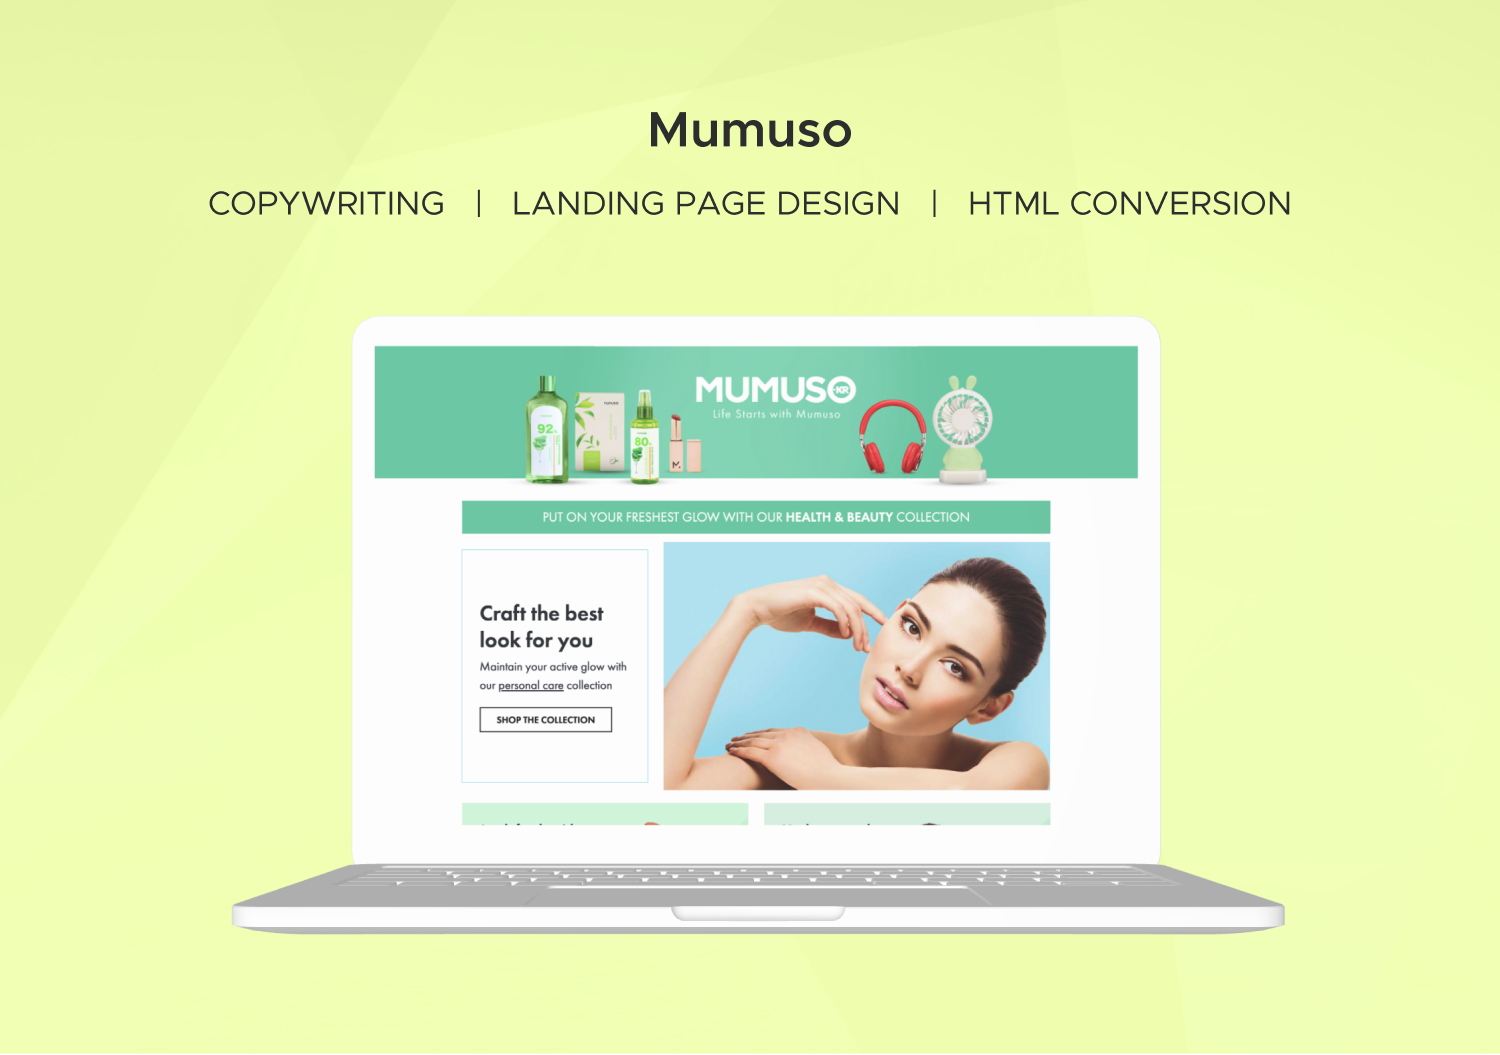 Mumuso
COPYWRITING | LANDING PAGE DESIGN | HTML CONVERSION
MUMUSO KR
Life Starts with Mumuso
92%
80%
M.
PUT ON YOUR FRESHEST GLOW WITH OUR HEALTH & BEAUTY COLLECTION
Craft the best
look for you
Maintain your active glow with
our personal care collection
SHOP THE COLLECTION